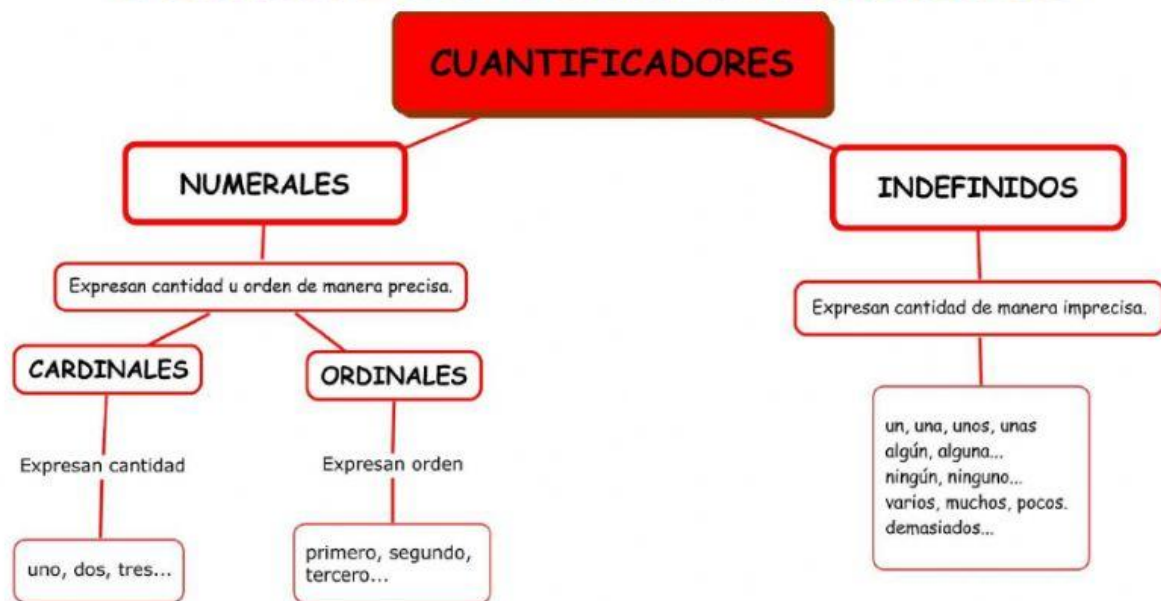 CUANTIFICADORES
NUMERALES
INDEFINIDOS
Expresan cantidad u orden de manera precisa.
Expresan cantidad de manera imprecisa.
CARDINALES
ORDINALES
Expresan cantidad
Expresan orden
uno, dos, tres...
primero, segundo,
tercero...
un, una, unos, unas
algún, alguna...
ningún, ninguno...
varios, muchos, pocos.
demasiados...